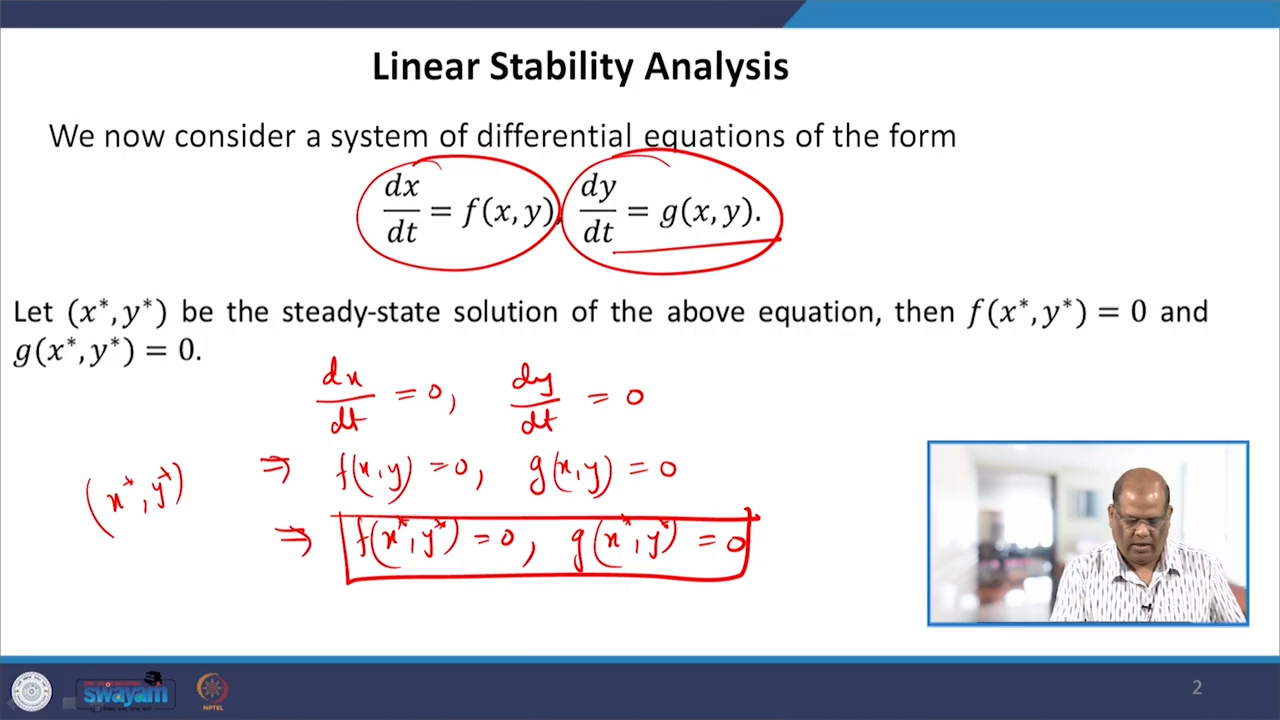 Linear Stability Analysis
We now consider a system of differential equations of the form
dx/dt = f(x, y), dy/dt = g(x, y).
Let (x*, y*) be the steady-state solution of the above equation, then f(x*, y*) = 0 and
g(x*, y*) = 0.
dx/dt = 0, dy/dt = 0
⇒ f(x,y) = 0, g(x,y) = 0
(x*, y*)
⇒ f(x*, y*) = 0, g(x*, y*) = 0
swayam
NPTEL
2